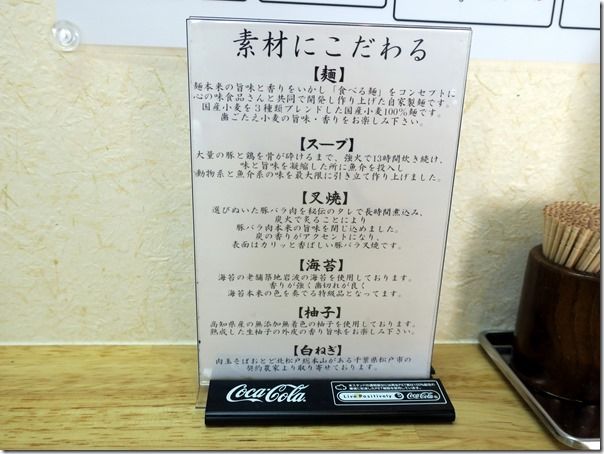 素材にこだわる
【麺】
麺本来の旨味と香りをいかし「食べる麺」をコンセプトに
心の味食品さんと共同で開発し作り上げた自家製麺です。
国産小麦を3種類ブレンドした国産小麦100%麺です。
歯ごたえ小麦の旨味・香りをお楽しみ下さい。
【スープ】
大量の豚と鶏を骨が砕けるまで、強火で13時間炊き続け、
味と旨味を凝縮した所に魚介を投入し
動物系と魚介系の味を最大限に引き立て作り上げました。
【叉焼】
選びぬいた豚バラ肉を秘伝のタレで長時間煮込み、
炭火で炙ることにより
豚バラ肉本来の旨味を閉じ込めました。
炭の香りがアクセントになり、
表面はカリッと香ばしい豚バラ叉焼です。
【海苔】
海苔の老舗築地岩波の海苔を使用しております。
香りが強く歯切れが良く
海苔本来の色を奏でる特級品となってます。
【柚子】
高知県産の無添加無着色の柚子を使用しております。
熟成した生柚子の外皮の香り旨味をお楽しみ下さい。
【白ねぎ】
肉玉そばおとど北松戸総本山がある千葉県松戸市の
契約農家より取り寄せております。
Coca-Cola
Live Positively
Coca-Cola